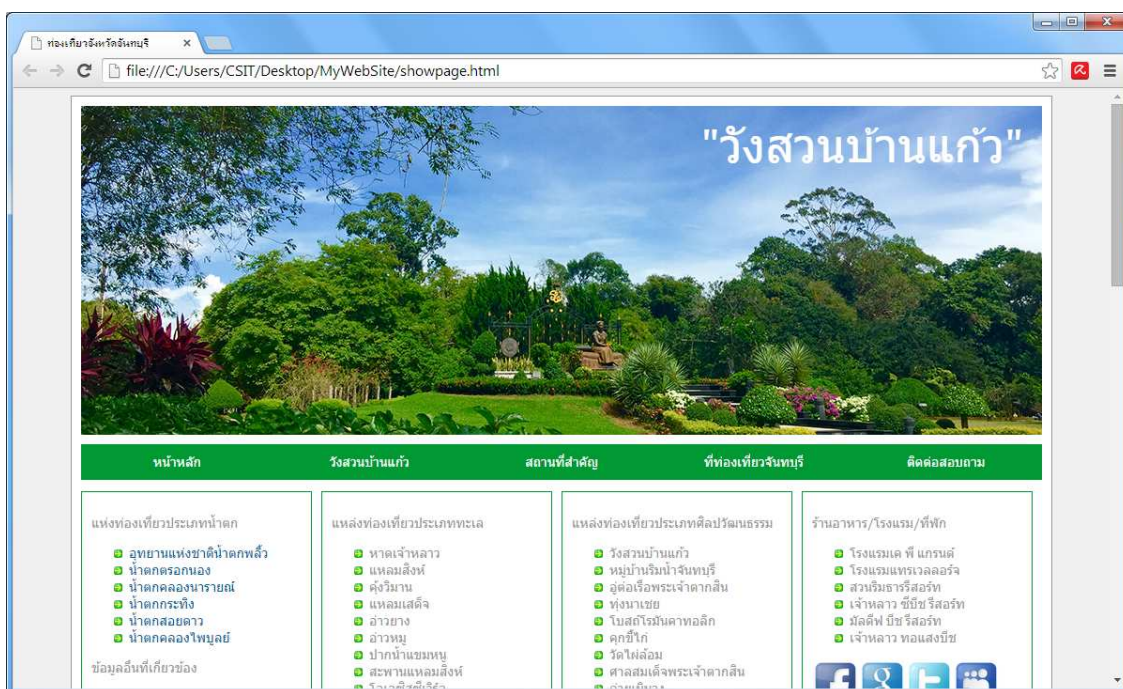 ท่องเที่ยวจังหวัดจันทบุรี
file:///C:/Users/CSIT/Desktop/MyWebSite/showpage.html
"วังสวนบ้านแก้ว"
หน้าหลัก วังสวนบ้านแก้ว สถานที่สำคัญ ที่ท่องเที่ยวจันทบุรี ติดต่อสอบถาม
แห่งท่องเที่ยวประเภทน้ำตก
อุทยานแห่งชาติน้ำตกพลิ้ว
น้ำตกตรอกนอง
น้ำตกคลองนารายณ์
น้ำตกกระทิง
น้ำตกสอยดาว
น้ำตกคลองไพบูลย์
ข้อมูลอื่นที่เกี่ยวข้อง
แหล่งท่องเที่ยวประเภททะเล
หาดเจ้าหลาว
แหลมสิงห์
คุ้งวิมาน
แหลมเสด็จ
อ่าวยาง
อ่าวหมู
ปากน้ำแขมหนู
สะพานแหลมสิงห์
แหล่งท่องเที่ยวประเภทศิลปวัฒนธรรม
วังสวนบ้านแก้ว
หมู่บ้านริมน้ำจันทบุรี
อู่ต่อเรือพระเจ้าตากสิน
ทุ่งนาเชย
โบสถ์โรมันคาทอลิก
คุกขี้ไก่
วัดไผ่ล้อม
ศาลสมเด็จพระเจ้าตากสิน
ร้านอาหาร/โรงแรม/ที่พัก
โรงแรมเค พี แกรนด์
โรงแรมแทรเวลลอร์จ
สวนริมธารรีสอร์ท
เจ้าหลาว ซีบีช รีสอร์ท
มัลดีฟ บีช รีสอร์ท
เจ้าหลาว ทอแสงบีช